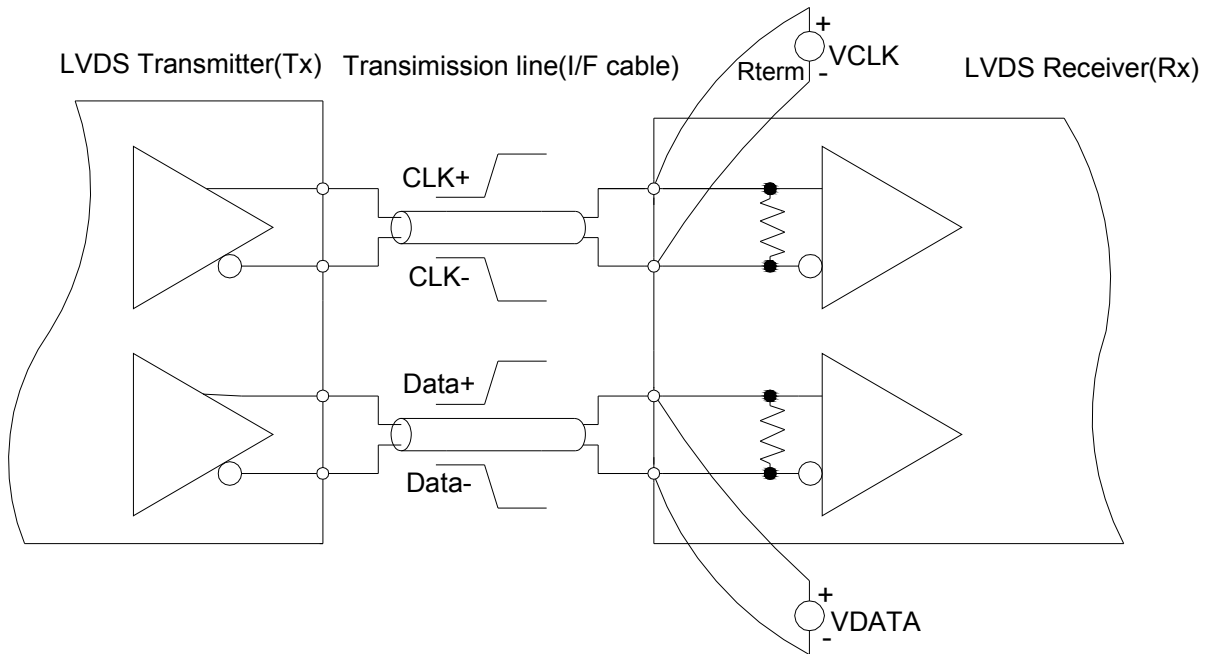 LVDS Transmitter(Tx)
Transimission line(I/F cable)
LVDS Receiver(Rx)
+
VCLK
-
Rterm
CLK+
CLK-
Data+
Data-
+
VDATA
-